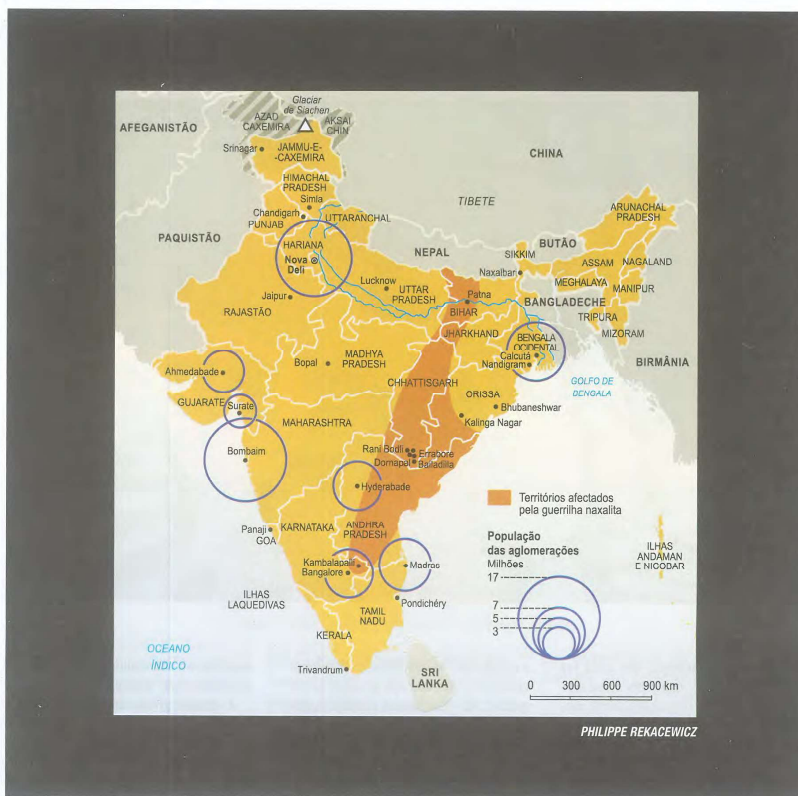 Glaciar
de Siachen
AZAD
CAXEMIRA
AKSAI
CHIN
AFEGANISTÃO
Srinagar
JAMMU-E-
-CAXEMIRA
CHINA
HIMACHAL
PRADESH
Simla
TIBETE
Chandigarh
PUNJAB
UTTARANCHAL
ARUNACHAL
PRADESH
PAQUISTÃO
HARIANA
Nova
Deli
NEPAL
SIKKIM
BUTÃO
ASSAM
NAGALAND
Naxalbar
Lucknow
UTTAR
PRADESH
Patna
BIHAR
MEGHALAYA
MANIPUR
BANGLADECHE
Jaipur
RAJASTÃO
TRIPURA
MIZORAM
JHARKHAND
BENGALA
OCIDENTAL
Calcutá
Nandigram
BIRMÂNIA
Bopal
MADHYA
PRADESH
Ahmedabade
CHHATTISGARH
GOLFO DE
BENGALA
GUJARATE
Surate
ORISSA
Bhubaneshwar
Kalinga Nagar
MAHARASHTRA
Bombaim
Rani Bodli
Errabore
Dornapal
Bailadilla
Hyderabade
Territórios afectados
pela guerrilha naxalita
Panaji
GOA
KARNATAKA
ANDHRA
PRADESH
População
das aglomerações
Milhões
17
7
5
3
ILHAS
ANDAMAN
E NICOBAR
Kambalapalli
Bangalore
Madras
ILHAS
LAQUEDIVAS
Pondichéry
TAMIL
NADU
KERALA
OCEANO
ÍNDICO
Trivandrum
SRI
LANKA
0 300 600 900 km
PHILIPPE REKACEWICZ